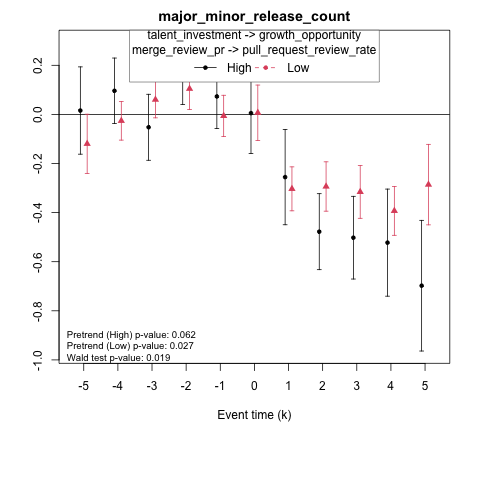 major_minor_release_count
talent_investment -> growth_opportunity
merge_review_pr -> pull_request_review_rate
High Low
0.2
0.0
-0.2
-0.4
-0.6
-0.8
-1.0
Pretrend (High) p-value: 0.062
Pretrend (Low) p-value: 0.027
Wald test p-value: 0.019
-5 -4 -3 -2 -1 0 1 2 3 4 5
Event time (k)